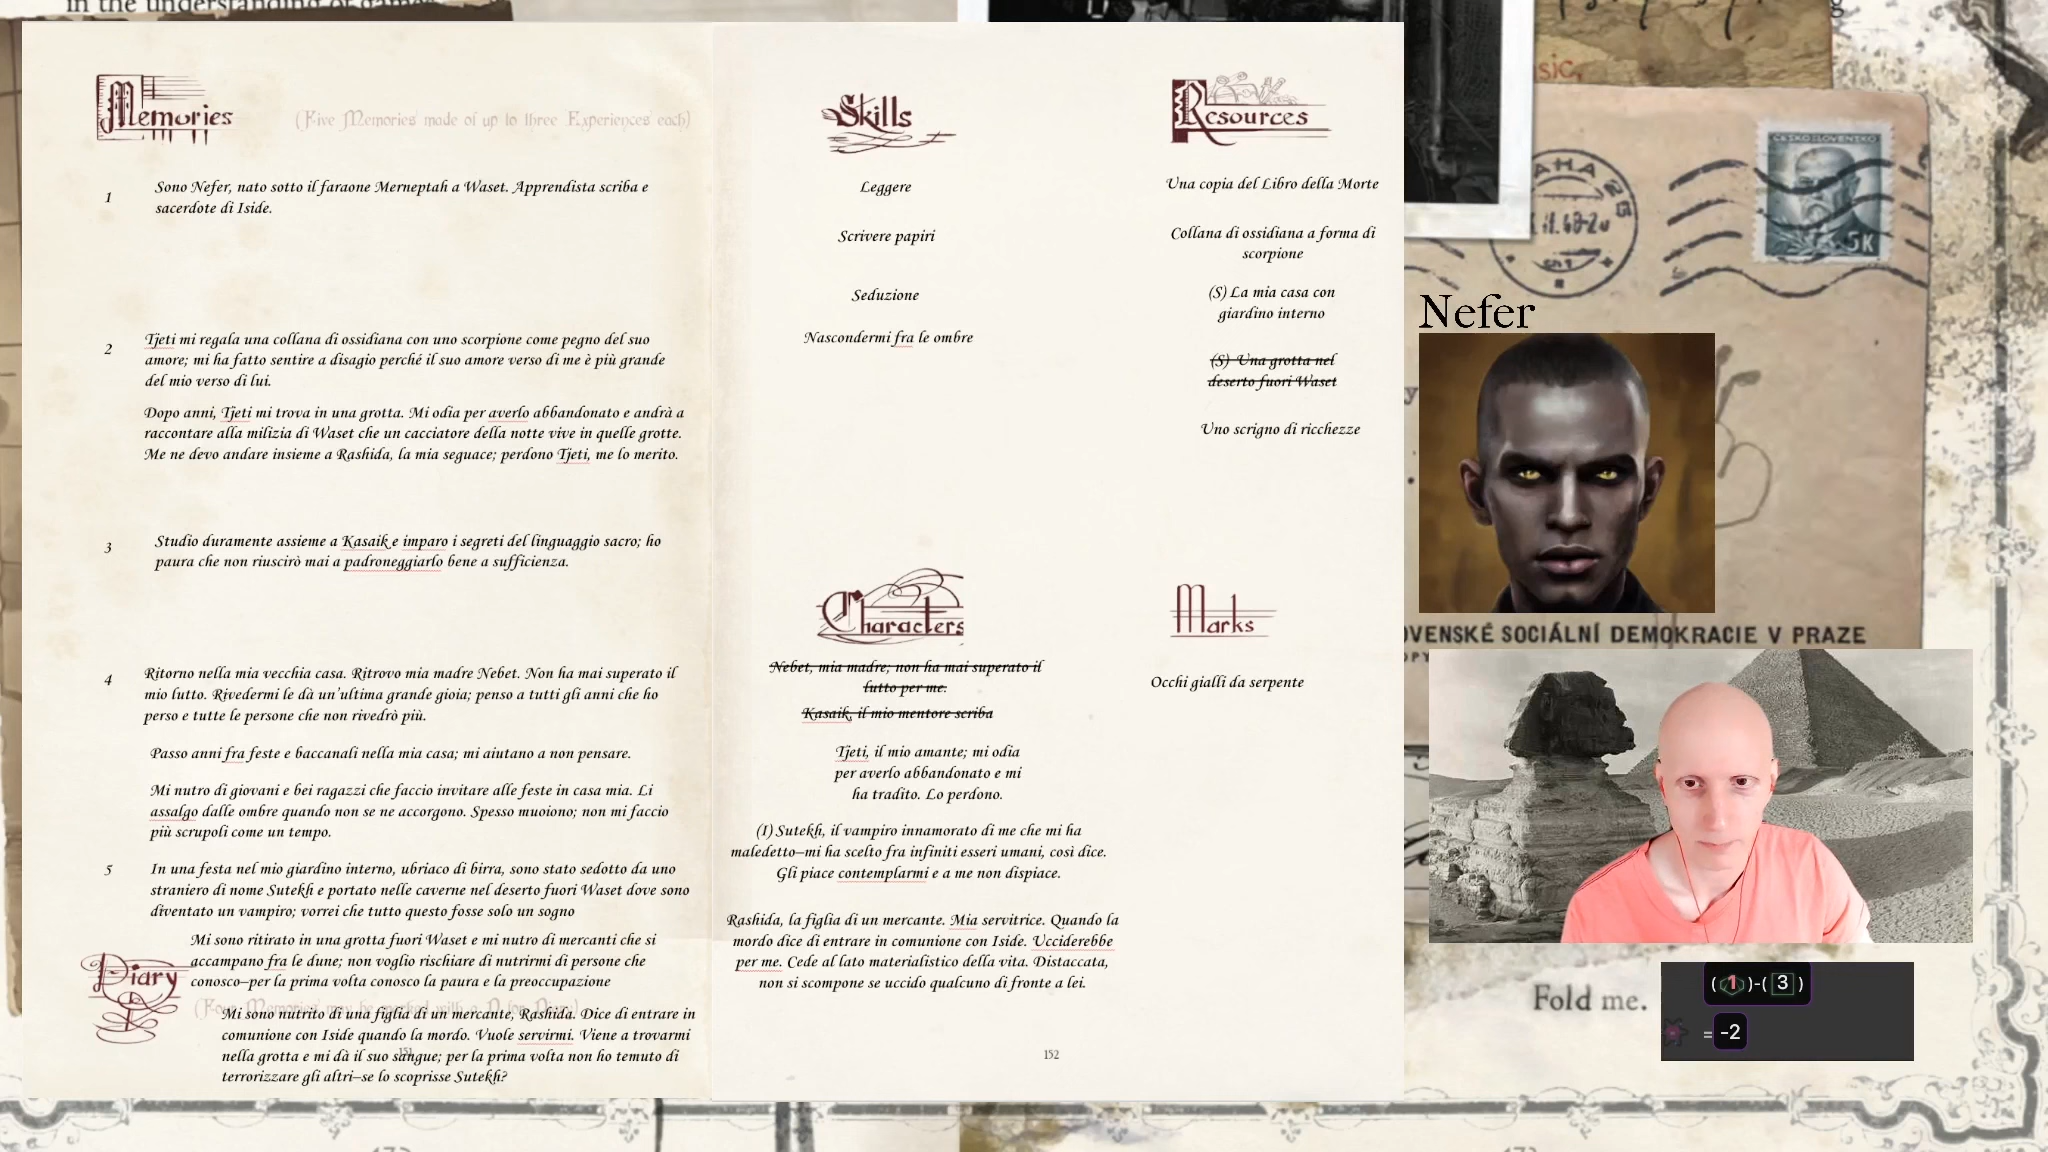 in the understanding of games
Memories
(Five Memories made of up to three Experiences each)
1
Sono Nefer, nato sotto il faraone Merneptah a Waset. Apprendista scriba e
sacerdote di Iside.
2
Tjeti mi regala una collana di ossidiana con uno scorpione come pegno del suo
amore; mi ha fatto sentire a disagio perché il suo amore verso di me è più grande
del mio verso di lui.
Dopo anni, Tjeti mi trova in una grotta. Mi odia per averlo abbandonato e andrà a
raccontare alla milizia di Waset che un cacciatore della notte vive in quelle grotte.
Me ne devo andare insieme a Rashida, la mia seguace; perdono Tjeti, me lo merito.
3
Studio duramente assieme a Kasaik e imparo i segreti del linguaggio sacro; ho
paura che non riuscirò mai a padroneggiarlo bene a sufficienza.
4
Ritorno nella mia vecchia casa. Ritrovo mia madre Nebet. Non ha mai superato il
mio lutto. Rivedermi le dà un'ultima grande gioia; penso a tutti gli anni che ho
perso e tutte le persone che non rivedrò più.
Passo anni fra feste e baccanali nella mia casa; mi aiutano a non pensare.
Mi nutro di giovani e bei ragazzi che faccio invitare alle feste in casa mia. Li
assalgo dalle ombre quando non se ne accorgono. Spesso muoiono; non mi faccio
più scrupoli come un tempo.
5
In una festa nel mio giardino interno, ubriaco di birra, sono stato sedotto da uno
straniero di nome Sutekh e portato nelle caverne nel deserto fuori Waset dove sono
diventato un vampiro; vorrei che tutto questo fosse solo un sogno
Mi sono ritirato in una grotta fuori Waset e mi nutro di mercanti che si
accampano fra le dune; non voglio rischiare di nutrirmi di persone che
conosco–per la prima volta conosco la paura e la preoccupazione
Diary
(Four Memories may be marked with a D for Diary)
Mi sono nutrito di una figlia di un mercante, Rashida. Dice di entrare in
comunione con Iside quando la mordo. Vuole servirmi. Viene a trovarmi
nella grotta e mi dà il suo sangue; per la prima volta non ho temuto di
terrorizzare gli altri–se lo scoprisse Sutekh?
151
Skills
Leggere
Scrivere papiri
Seduzione
Nascondermi fra le ombre
Resources
Una copia del Libro della Morte
Collana di ossidiana a forma di
scorpione
(S) La mia casa con
giardino interno
(S) Una grotta nel
deserto fuori Waset
Uno scrigno di ricchezze
Characters
Nebet, mia madre; non ha mai superato il
lutto per me.
Kasaik, il mio mentore scriba
Tjeti, il mio amante; mi odia
per averlo abbandonato e mi
ha tradito. Lo perdono.
(I) Sutekh, il vampiro innamorato di me che mi ha
maledetto–mi ha scelto fra infiniti esseri umani, così dice.
Gli piace contemplarmi e a me non dispiace.
Rashida, la figlia di un mercante. Mia servitrice. Quando la
mordo dice di entrare in comunione con Iside. Ucciderebbe
per me. Cede al lato materialistico della vita. Distaccata,
non si scompone se uccido qualcuno di fronte a lei.
Marks
Occhi gialli da serpente
152
ČESKOSLOVENSKO
5K
Nefer
OVENSKÉ SOCIÁLNÍ DEMOKRACIE V PRAZE
Fold me.
(1)-(3)
=-2